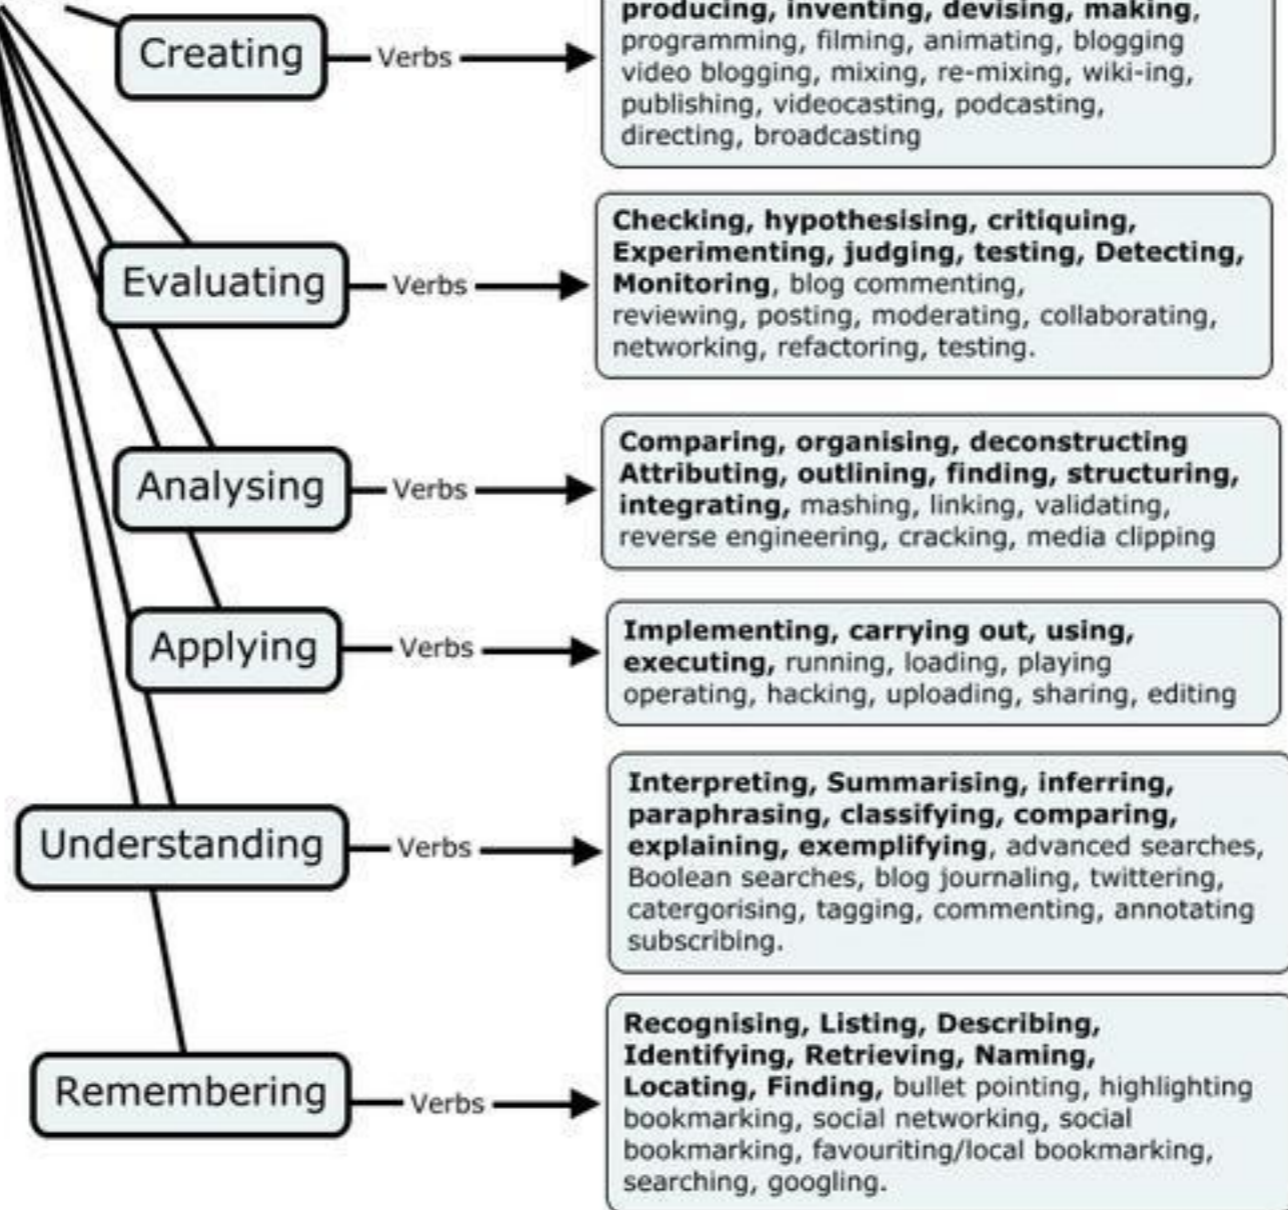 producing, inventing, devising, making,
programming, filming, animating, blogging
video blogging, mixing, re-mixing, wiki-ing,
publishing, videocasting, podcasting,
directing, broadcasting
Creating
Verbs
Checking, hypothesising, critiquing,
Experimenting, judging, testing, Detecting,
Monitoring, blog commenting,
reviewing, posting, moderating, collaborating,
networking, refactoring, testing.
Evaluating
Verbs
Comparing, organising, deconstructing
Attributing, outlining, finding, structuring,
integrating, mashing, linking, validating,
reverse engineering, cracking, media clipping
Analysing
Verbs
Implementing, carrying out, using,
executing, running, loading, playing
operating, hacking, uploading, sharing, editing
Applying
Verbs
Interpreting, Summarising, inferring,
paraphrasing, classifying, comparing,
explaining, exemplifying, advanced searches,
Boolean searches, blog journaling, twittering,
catergorising, tagging, commenting, annotating
subscribing.
Understanding
Verbs
Recognising, Listing, Describing,
Identifying, Retrieving, Naming,
Locating, Finding, bullet pointing, highlighting
bookmarking, social networking, social
bookmarking, favouriting/local bookmarking,
searching, googling.
Remembering
Verbs